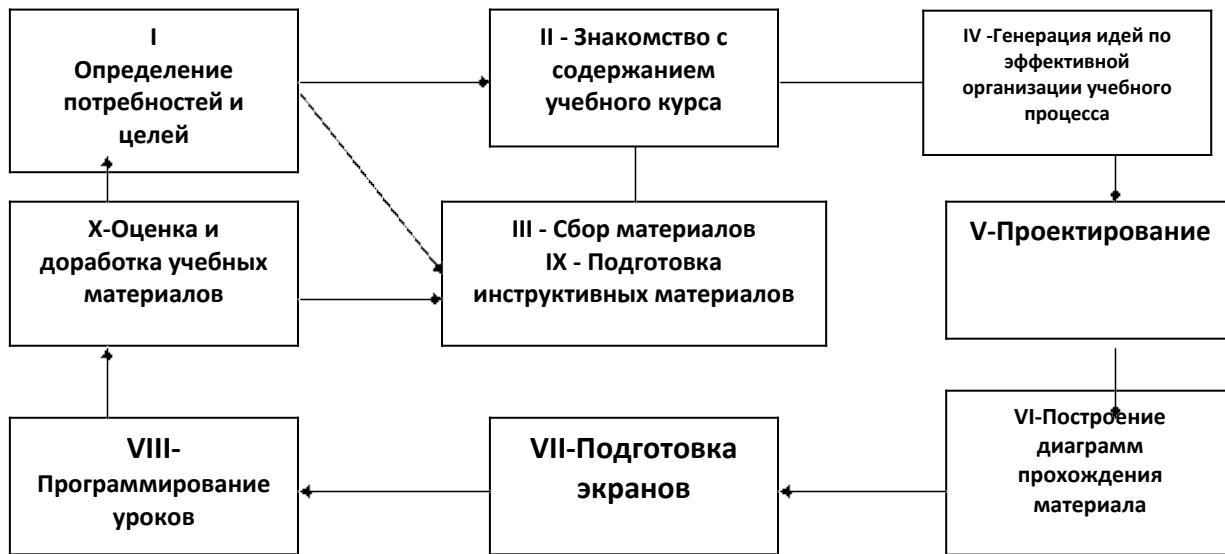 I
Определение
потребностей и
целей
II - Знакомство с
содержанием
учебного курса
IV -Генерация идей по
эффективной
организации учебного
процесса
X-Оценка и
доработка учебных
материалов
III - Сбор материалов
IX - Подготовка
инструктивных материалов
V-Проектирование
VIII-
Программирование
уроков
VII-Подготовка
экранов
VI-Построение
диаграмм
прохождения
материала